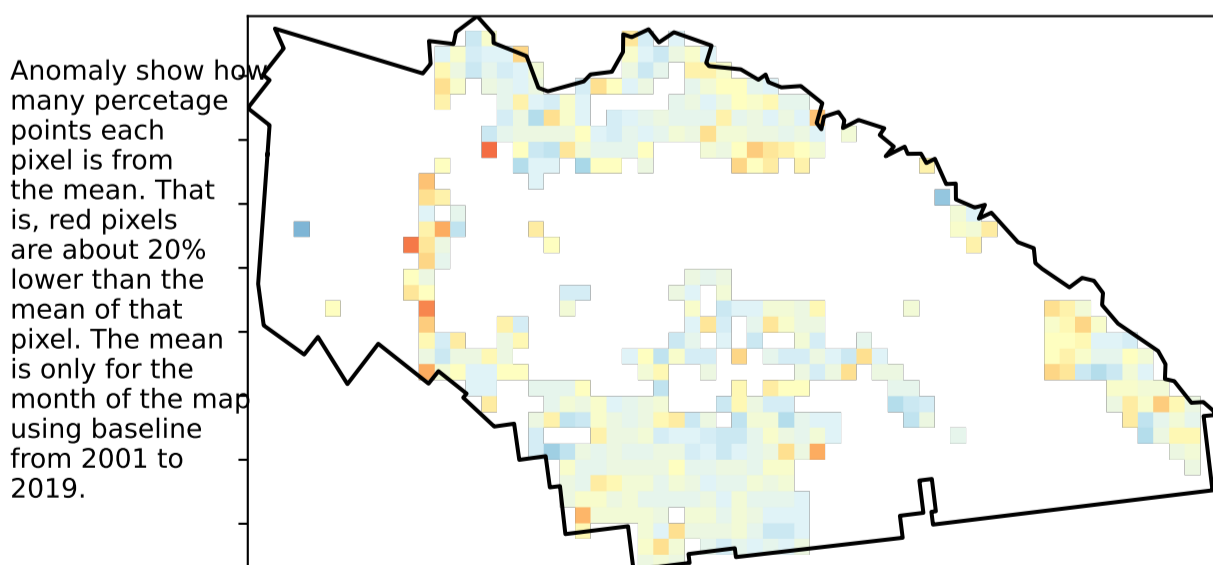 Anomaly show how
many percetage
points each
pixel is from
the mean. That
is, red pixels
are about 20%
lower than the
mean of that
pixel. The mean
is only for the
month of the map
using baseline
from 2001 to
2019.